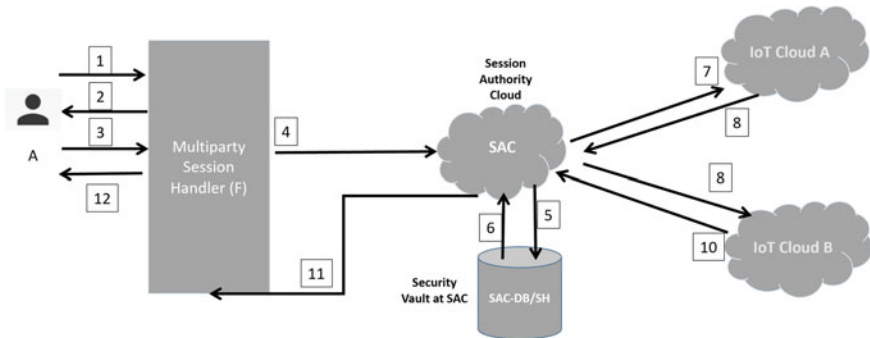 1
2
3
12
A
Multiparty
Session
Handler (F)
4
11
Session
Authority
Cloud
SAC
6
5
Security
Vault at SAC
SAC-DB/SH
7
8
IoT Cloud A
8
10
IoT Cloud B